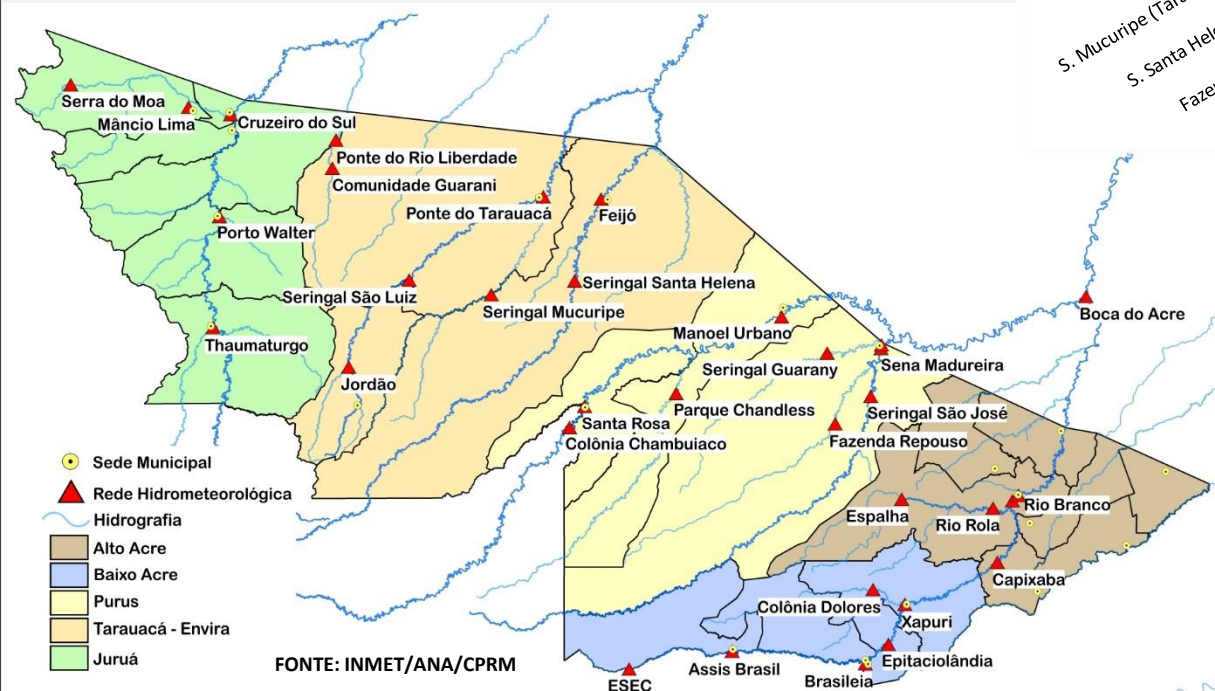 S. Mucuripe
S. Santa
Serra do Moa
Mâncio Lima
Cruzeiro do Sul
Ponte do Rio Liberdade
Comunidade Guarani
Ponte do Tarauacá
Feijó
Porto Walter
Seringal São Luiz
Seringal Mucuripe
Seringal Santa Helena
Thaumaturgo
Jordão
Manoel Urbano
Boca do Acre
Seringal Guarany
Sena Madureira
Parque Chandless
Seringal São José
Santa Rosa
Colônia Chambuiaco
Fazenda Repouso
Espalha
Rio Rola
Rio Branco
Capixaba
Colônia Dolores
Xapuri
Epitaciolândia
Assis Brasil
Brasileia
ESEC
Sede Municipal
Rede Hidrometeorológica
Hidrografia
Alto Acre
Baixo Acre
Purus
Tarauacá - Envira
Juruá
FONTE: INMET/ANA/CPRM